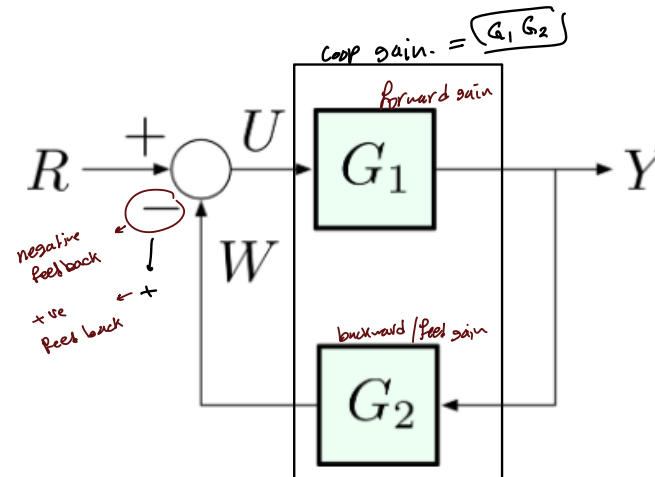 loop gain. = G₁ G₂
forward gain
+
U
R
G₁
Y
−
negative
feedback
W
+
+ve
feed back
backward/feed gain
G₂